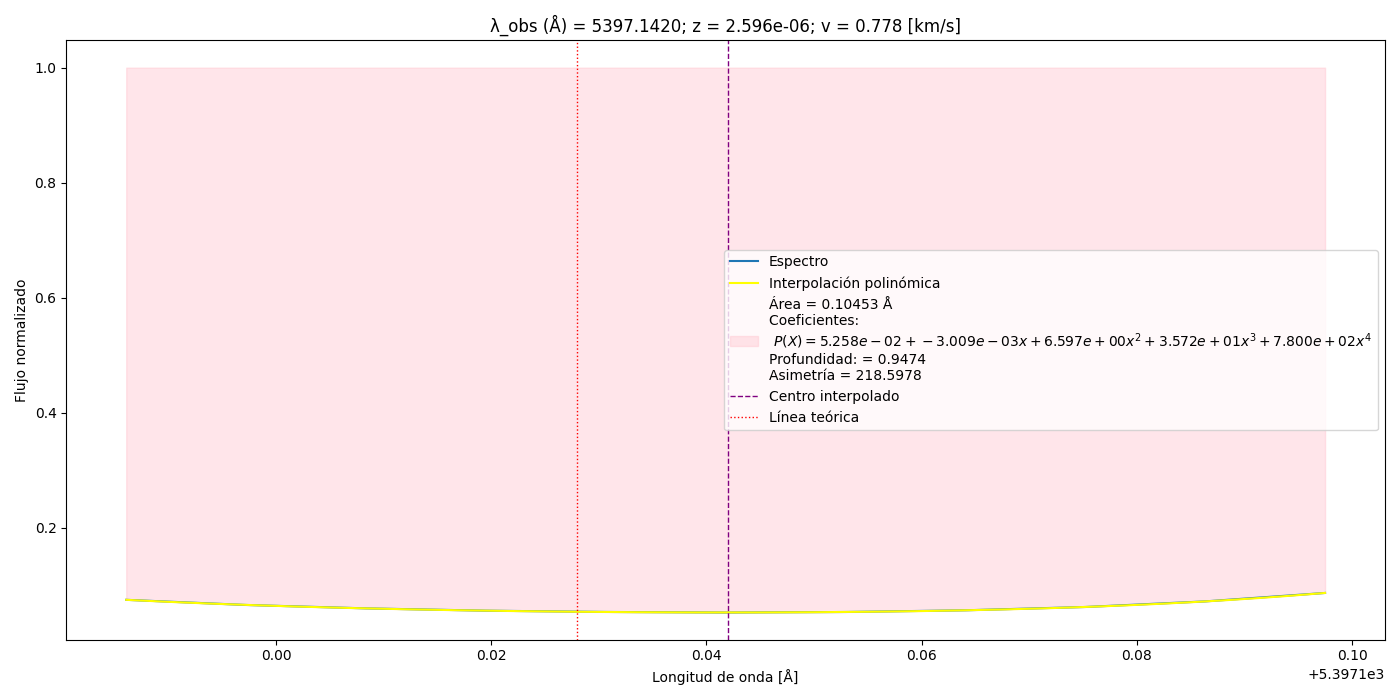 λ_obs (Å) = 5397.1420; z = 2.596e-06; v = 0.778 [km/s]
Flujo normalizado
1.0
0.8
0.6
0.4
0.2
Espectro
Interpolación polinómica
Área = 0.10453 Å
Coeficientes:
P(X) = 5.258e − 02 + −3.009e − 03x + 6.597e + 00x² + 3.572e + 01x³ + 7.800e + 02x⁴
Profundidad: = 0.9474
Asimetría = 218.5978
Centro interpolado
Línea teórica
0.00 0.02 0.04 0.06 0.08 0.10
+5.3971e3
Longitud de onda [Å]